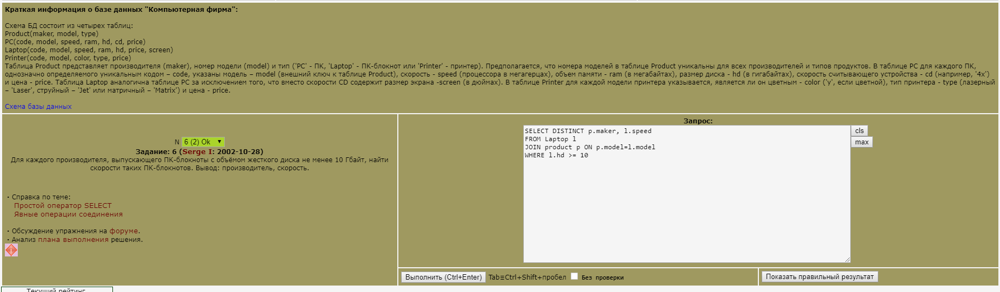 Краткая информация о базе данных "Компьютерная фирма":
Схема БД состоит из четырех таблиц:
Product(maker, model, type)
PC(code, model, speed, ram, hd, cd, price)
Laptop(code, model, speed, ram, hd, price, screen)
Printer(code, model, color, type, price)
Таблица Product представляет производителя (maker), номер модели (model) и тип ('PC' - ПК, 'Laptop' - ПК-блокнот или 'Printer' - принтер). Предполагается, что номера моделей в таблице Product уникальны для всех производителей и типов продуктов. В таблице PC для каждого ПК,
однозначно определяемого уникальным кодом – code, указаны модель – model (внешний ключ к таблице Product), скорость - speed (процессора в мегагерцах), объем памяти - ram (в мегабайтах), размер диска - hd (в гигабайтах), скорость считывающего устройства - cd (например, '4x')
и цена - price. Таблица Laptop аналогична таблице РС за исключением того, что вместо скорости CD содержит размер экрана -screen (в дюймах). В таблице Printer для каждой модели принтера указывается, является ли он цветным - color ('y', если цветной), тип принтера - type (лазерный
– 'Laser', струйный – 'Jet' или матричный – 'Matrix') и цена - price.
Схема базы данных
N 6 (2) Ok
Задание: 6 (Serge I: 2002-10-28)
Для каждого производителя, выпускающего ПК-блокноты c объёмом жесткого диска не менее 10 Гбайт, найти
скорости таких ПК-блокнотов. Вывод: производитель, скорость.
· Справка по теме:
Простой оператор SELECT
Явные операции соединения
· Обсуждение упражнения на форуме.
· Анализ плана выполнения решения.
Запрос:
SELECT DISTINCT p.maker, l.speed
FROM Laptop l
JOIN product p ON p.model=l.model
WHERE l.hd >= 10
cls
max
Выполнить (Ctrl+Enter) Tab≡Ctrl+Shift+пробел Без проверки
Показать правильный результат
Текущий рейтинг